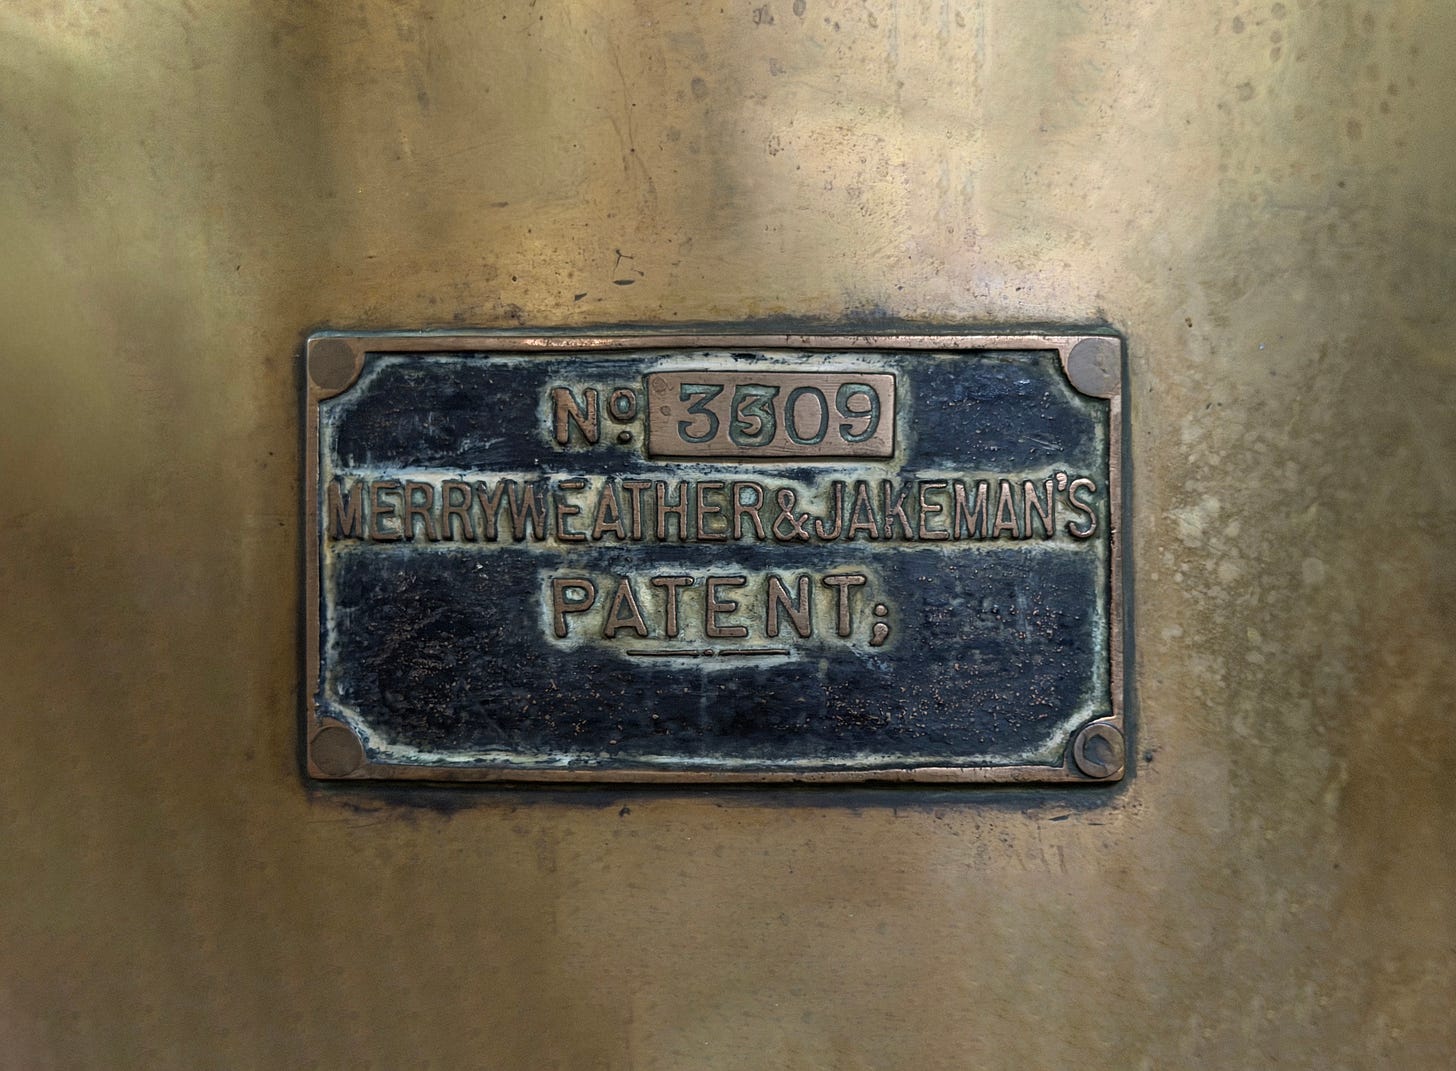 No. 3309
MERRYWEATHER & JAKEMAN'S
PATENT;